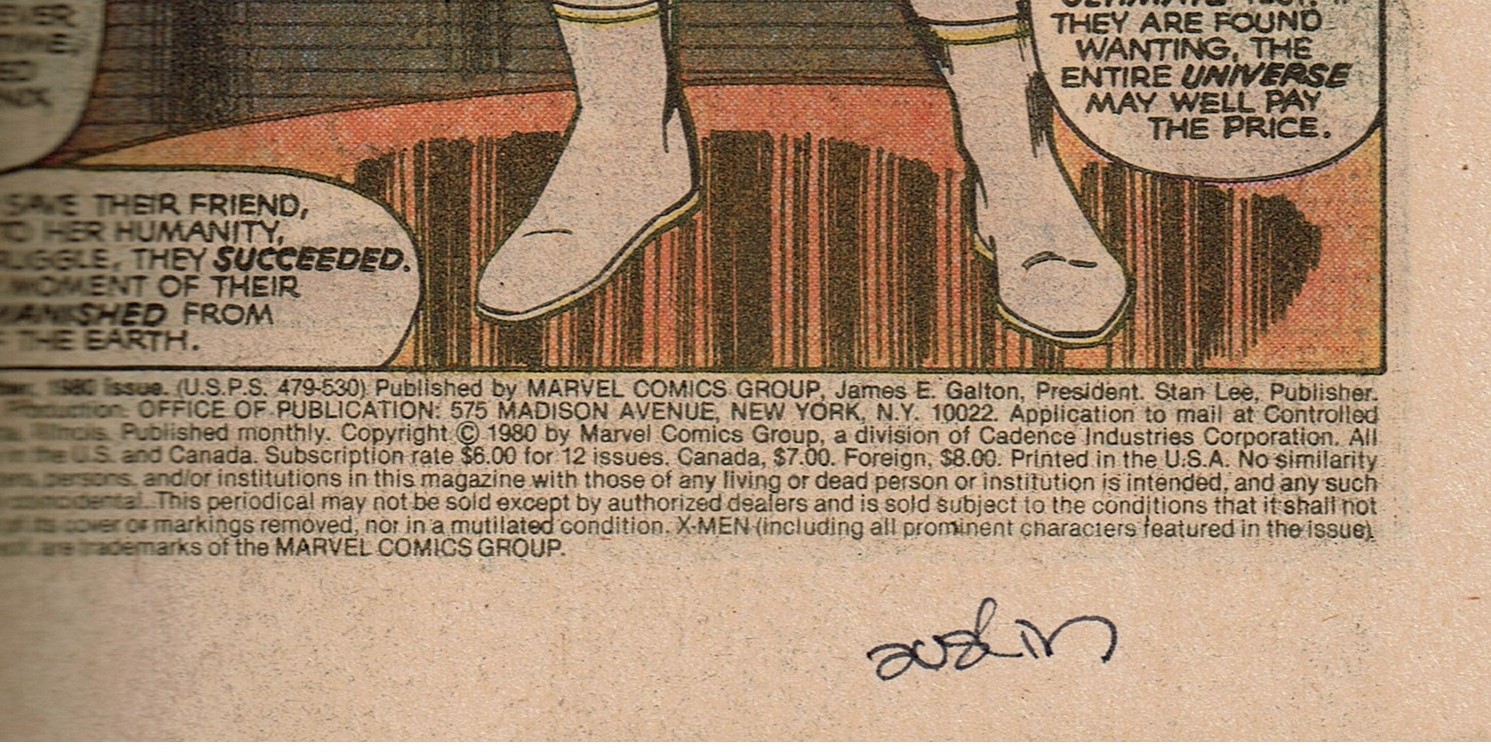 EVER
THEY ARE FOUND
WANTING, THE
ENTIRE UNIVERSE
MAY WELL PAY
THE PRICE.
SAVE THEIR FRIEND,
TO HER HUMANITY,
THEY SUCCEEDED.
MOMENT OF THEIR
VANISHED FROM
THE EARTH.
1980 issue. (U.S.P.S. 479-530) Published by MARVEL COMICS GROUP, James E. Galton, President. Stan Lee, Publisher.
Production. OFFICE OF PUBLICATION: 575 MADISON AVENUE, NEW YORK, N.Y. 10022. Application to mail at Controlled
Illinois. Published monthly. Copyright © 1980 by Marvel Comics Group, a division of Cadence Industries Corporation. All
in the U.S. and Canada. Subscription rate $6.00 for 12 issues. Canada, $7.00. Foreign, $8.00. Printed in the U.S.A. No similarity
persons, and/or institutions in this magazine with those of any living or dead person or institution is intended, and any such
coincidental. This periodical may not be sold except by authorized dealers and is sold subject to the conditions that it shall not
its cover or markings removed, nor in a mutilated condition. X-MEN (including all prominent characters featured in the issue)
are trademarks of the MARVEL COMICS GROUP.
austin